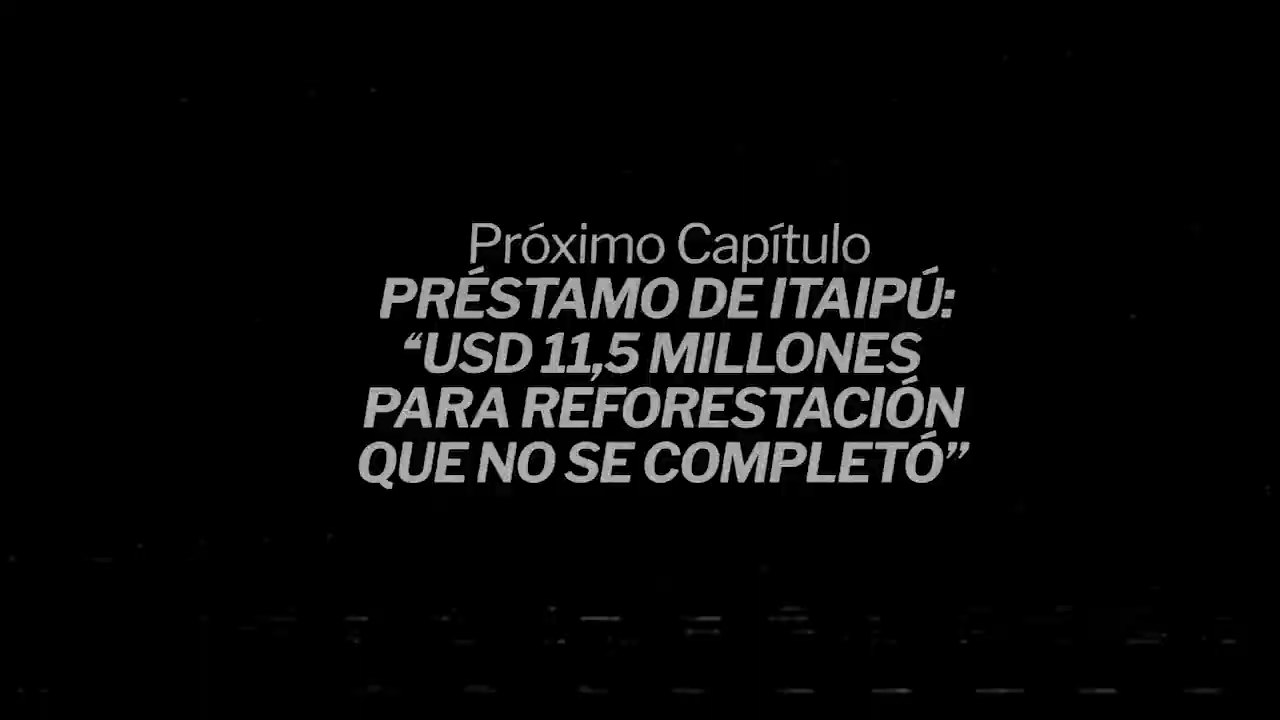 Próximo Capítulo
PRÉSTAMO DE ITAIPÚ:
“USD 11,5 MILLONES
PARA REFORESTACIÓN
QUE NO SE COMPLETÓ”